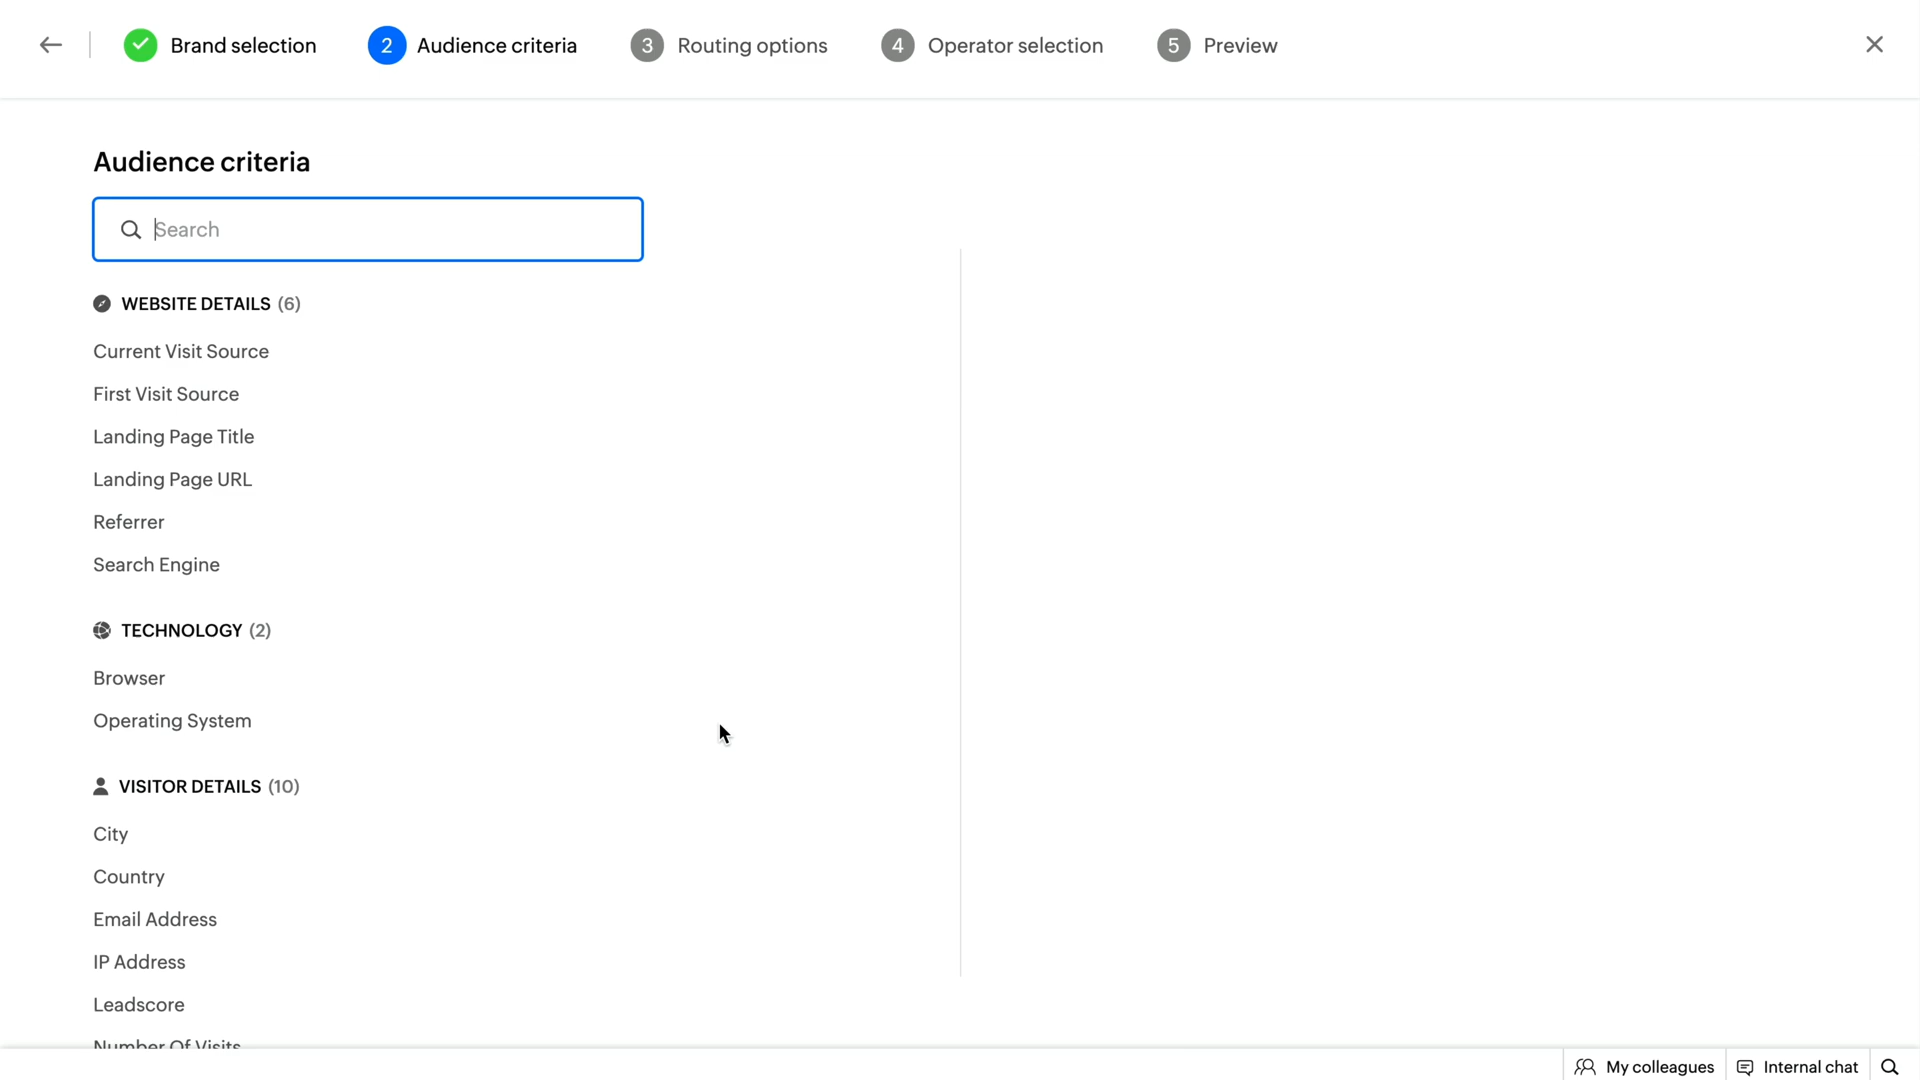 Brand selection
2 Audience criteria
3 Routing options
4 Operator selection
5 Preview
Audience criteria
Search
WEBSITE DETAILS (6)
Current Visit Source
First Visit Source
Landing Page Title
Landing Page URL
Referrer
Search Engine
TECHNOLOGY (2)
Browser
Operating System
VISITOR DETAILS (10)
City
Country
Email Address
IP Address
Leadscore
Number Of Visits
My colleagues
Internal chat